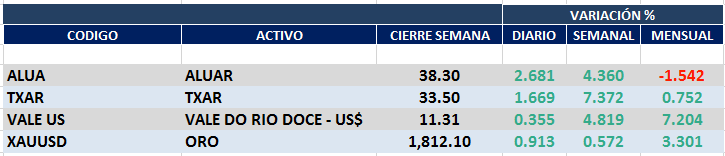 VARIACIÓN %
CODIGO ACTIVO CIERRE SEMANA DIARIO SEMANAL MENSUAL
ALUA ALUAR 38.30 2.681 4.360 -1.542
TXAR TXAR 33.50 1.669 7.372 0.752
VALE US VALE DO RIO DOCE - US$ 11.31 0.355 4.819 7.204
XAUUSD ORO 1,812.10 0.913 0.572 3.301